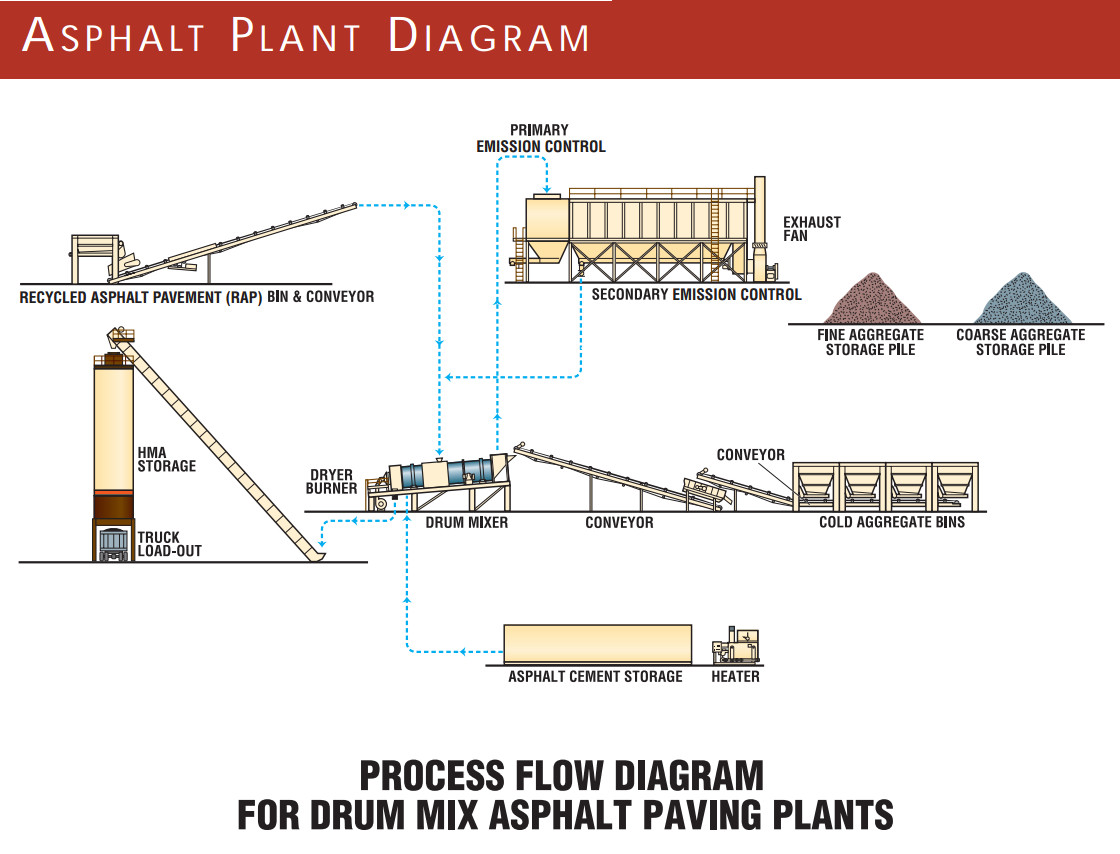 ASPHALT PLANT DIAGRAM
PRIMARY
EMISSION CONTROL
EXHAUST
FAN
RECYCLED ASPHALT PAVEMENT (RAP) BIN & CONVEYOR
SECONDARY EMISSION CONTROL
FINE AGGREGATE
STORAGE PILE
COARSE AGGREGATE
STORAGE PILE
HMA
STORAGE
TRUCK
LOAD-OUT
DRYER
BURNER
DRUM MIXER
CONVEYOR
CONVEYOR
COLD AGGREGATE BINS
ASPHALT CEMENT STORAGE
HEATER
PROCESS FLOW DIAGRAM
FOR DRUM MIX ASPHALT PAVING PLANTS